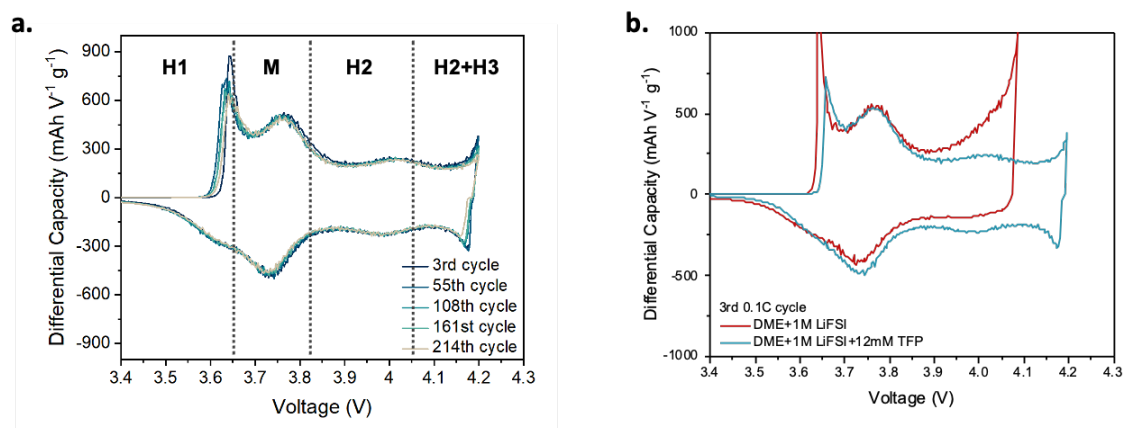 a.
Differential Capacity (mAh V⁻¹ g⁻¹)
900
600
300
0
-300
-600
-900
H1
M
H2
H2+H3
3rd cycle
55th cycle
108th cycle
161st cycle
214th cycle
3.4 3.5 3.6 3.7 3.8 3.9 4.0 4.1 4.2 4.3
Voltage (V)
b.
Differential Capacity (mAh V⁻¹ g⁻¹)
1000
500
0
-500
-1000
3rd 0.1C cycle
DME+1M LiFSI
DME+1M LiFSI+12mM TFP
3.4 3.5 3.6 3.7 3.8 3.9 4.0 4.1 4.2 4.3
Voltage (V)